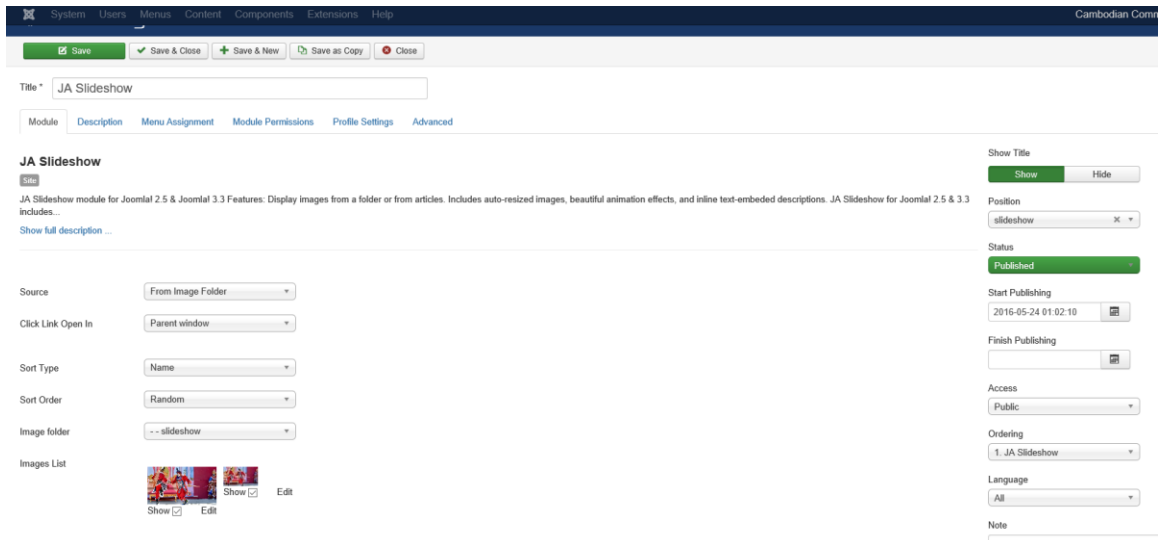 System Users Menus Content Components Extensions Help
Cambodian Comm
Save Save & Close Save & New Save as Copy Close
Title * JA Slideshow
Module Description Menu Assignment Module Permissions Profile Settings Advanced
JA Slideshow
Site
JA Slideshow module for Joomla! 2.5 & Joomla! 3.3 Features: Display images from a folder or from articles. Includes auto-resized images, beautiful animation effects, and inline text-embeded descriptions. JA Slideshow for Joomla! 2.5 & 3.3
includes...
Show full description ...
Source From Image Folder
Click Link Open In Parent window
Sort Type Name
Sort Order Random
Image folder - - slideshow
Images List
Show Edit
Show Edit
Show Title
Show Hide
Position
slideshow
Status
Published
Start Publishing
2016-05-24 01:02:10
Finish Publishing
Access
Public
Ordering
1. JA Slideshow
Language
All
Note